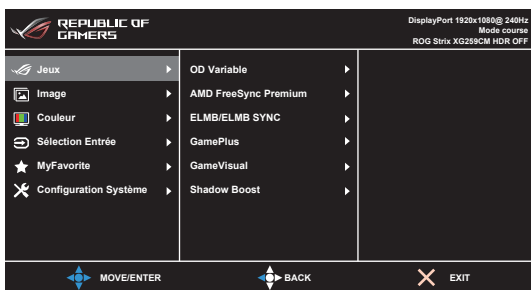 REPUBLIC OF
GAMERS
DisplayPort 1920x1080@ 240Hz
Mode course
ROG Strix XG259CM HDR OFF
Jeux
Image
Couleur
Sélection Entrée
MyFavorite
Configuration Système
OD Variable
AMD FreeSync Premium
ELMB/ELMB SYNC
GamePlus
GameVisual
Shadow Boost
MOVE/ENTER
BACK
EXIT